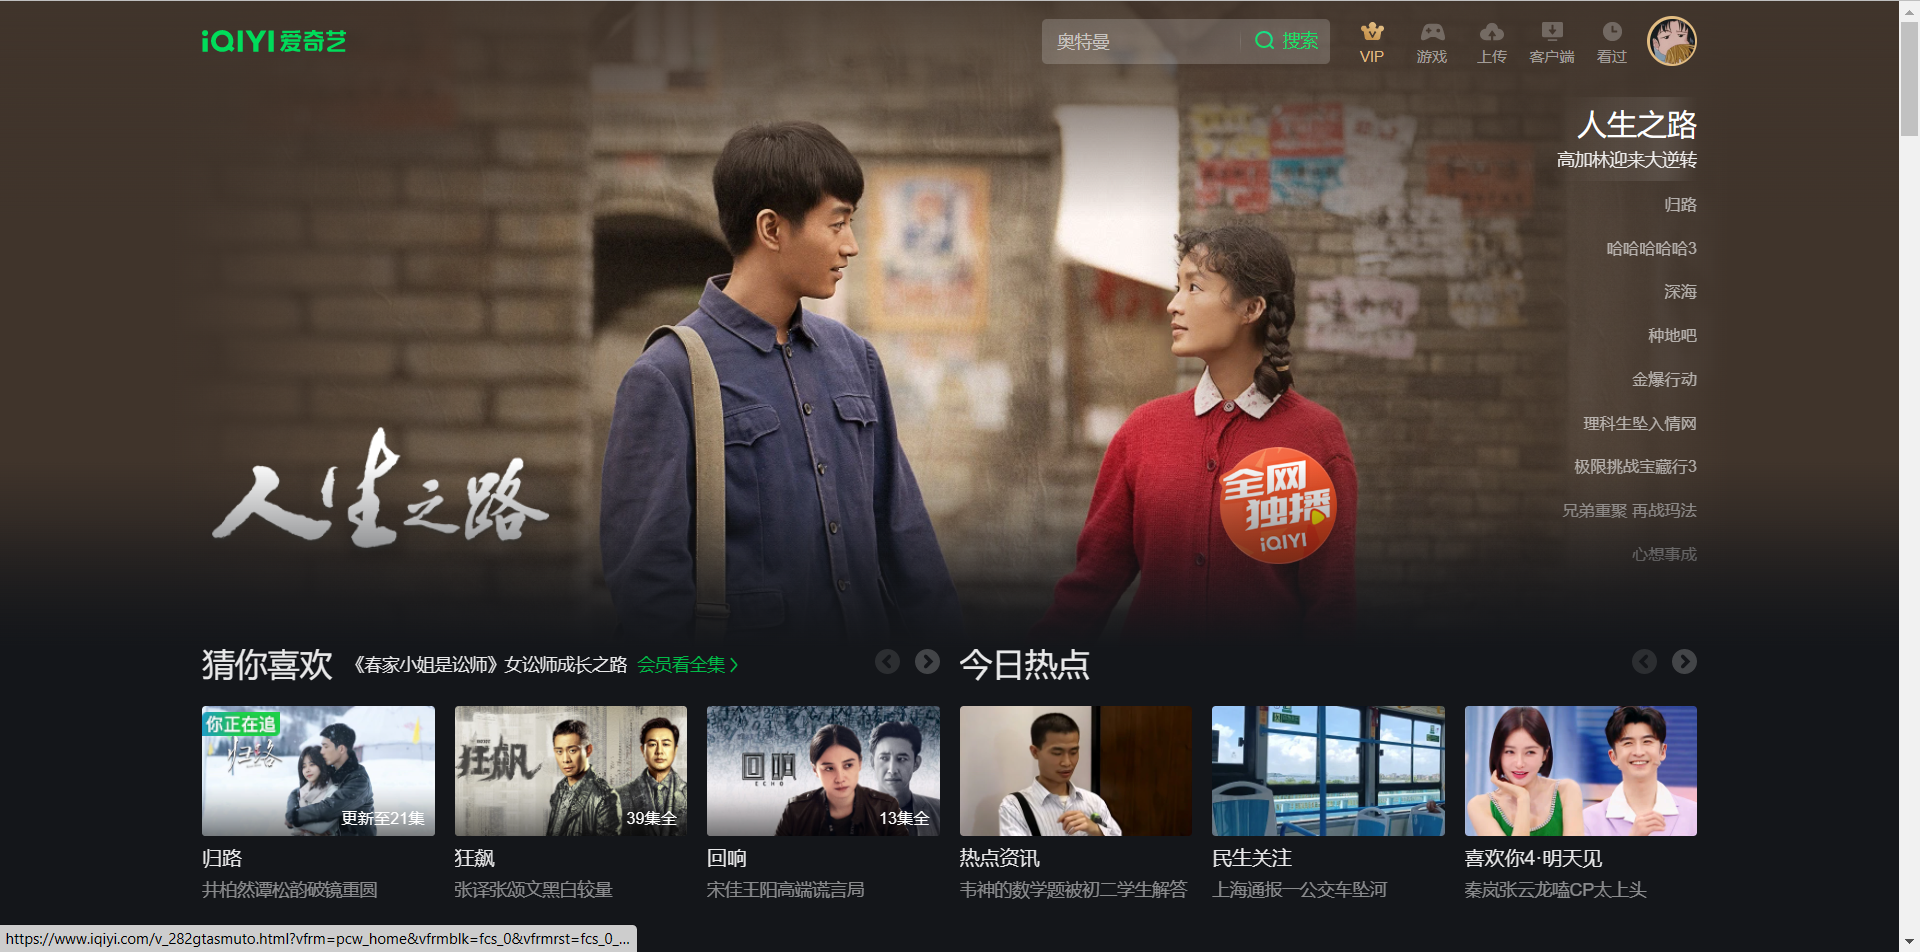 iQIYI 爱奇艺
奥特曼
搜索
VIP
游戏
上传
客户端
看过
人生之路
高加林迎来大逆转
归路
哈哈哈哈哈3
深海
种地吧
金爆行动
理科生坠入情网
极限挑战宝藏行3
兄弟重聚 再战玛法
心想事成
人生之路
全网
独播
iQIYI
猜你喜欢
《春家小姐是讼师》女讼师成长之路 会员看全集
今日热点
你正在追
归路
更新至21集
狂飙
39集全
回响
ECHO
13集全
归路
井柏然谭松韵破镜重圆
狂飙
张译张颂文黑白较量
回响
宋佳王阳高端谎言局
热点资讯
韦神的数学题被初二学生解答
民生关注
上海通报一公交车坠河
喜欢你4·明天见
秦岚张云龙嗑CP太上头
https://www.iqiyi.com/v_282gtasmuto.html?vfrm=pcw_home&vfrmblk=fcs_0&vfrmrst=fcs_0_...